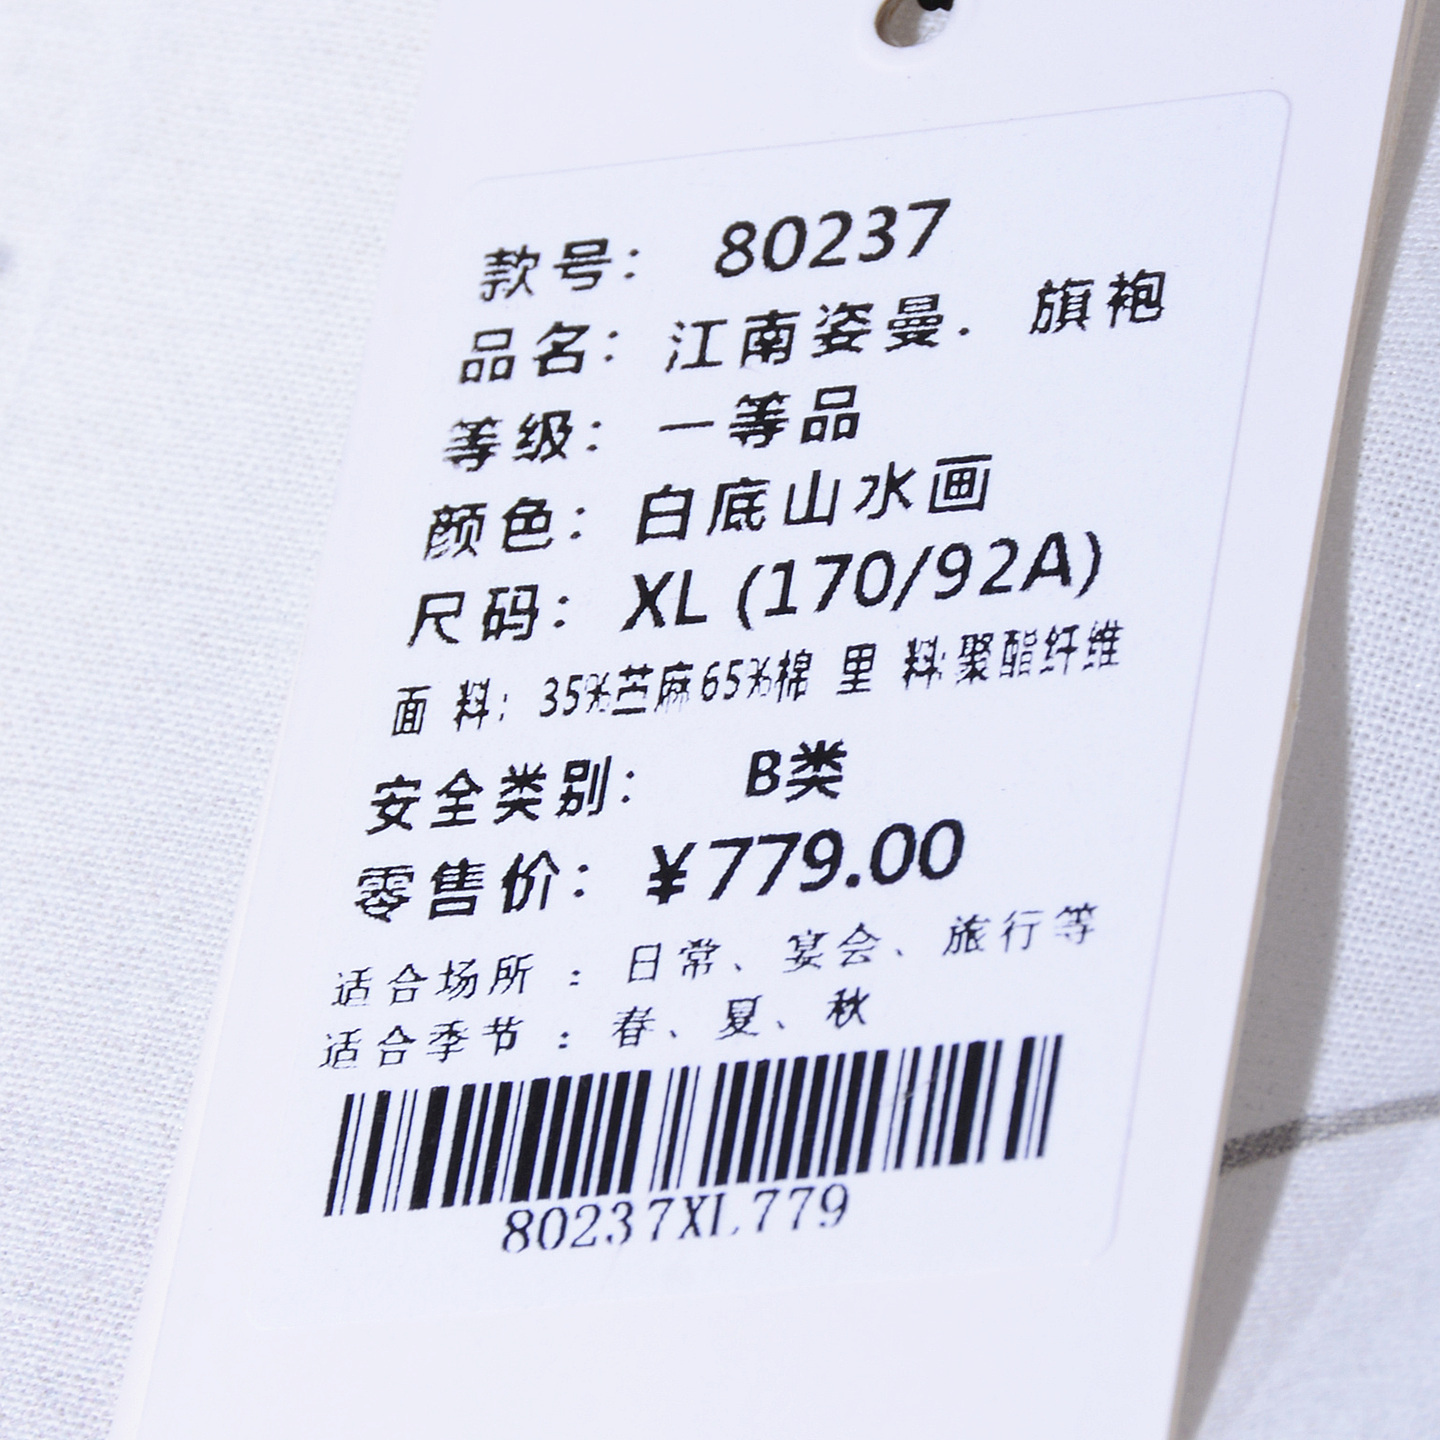 款号： 80237
品名：江南姿曼． 旗袍
等级：一等品
颜色：白底山水画
尺码：XL (170/92A)
面 料：35%苎麻65%棉 里 料:聚酯纤维
安全类别： B类
零售价：¥779.00
适合场所 ：日常、宴会、旅行等
适合季节 ：春、夏、秋
80237XL779